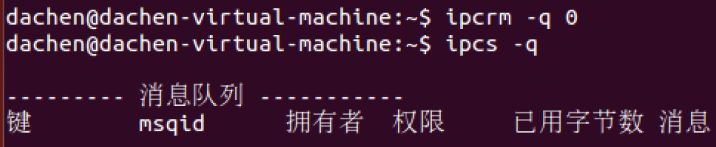 dachen@dachen-virtual-machine:~$ ipcrm -q 0
dachen@dachen-virtual-machine:~$ ipcs -q
--------- 消息队列 -----------
键 msqid 拥有者 权限 已用字节数 消息